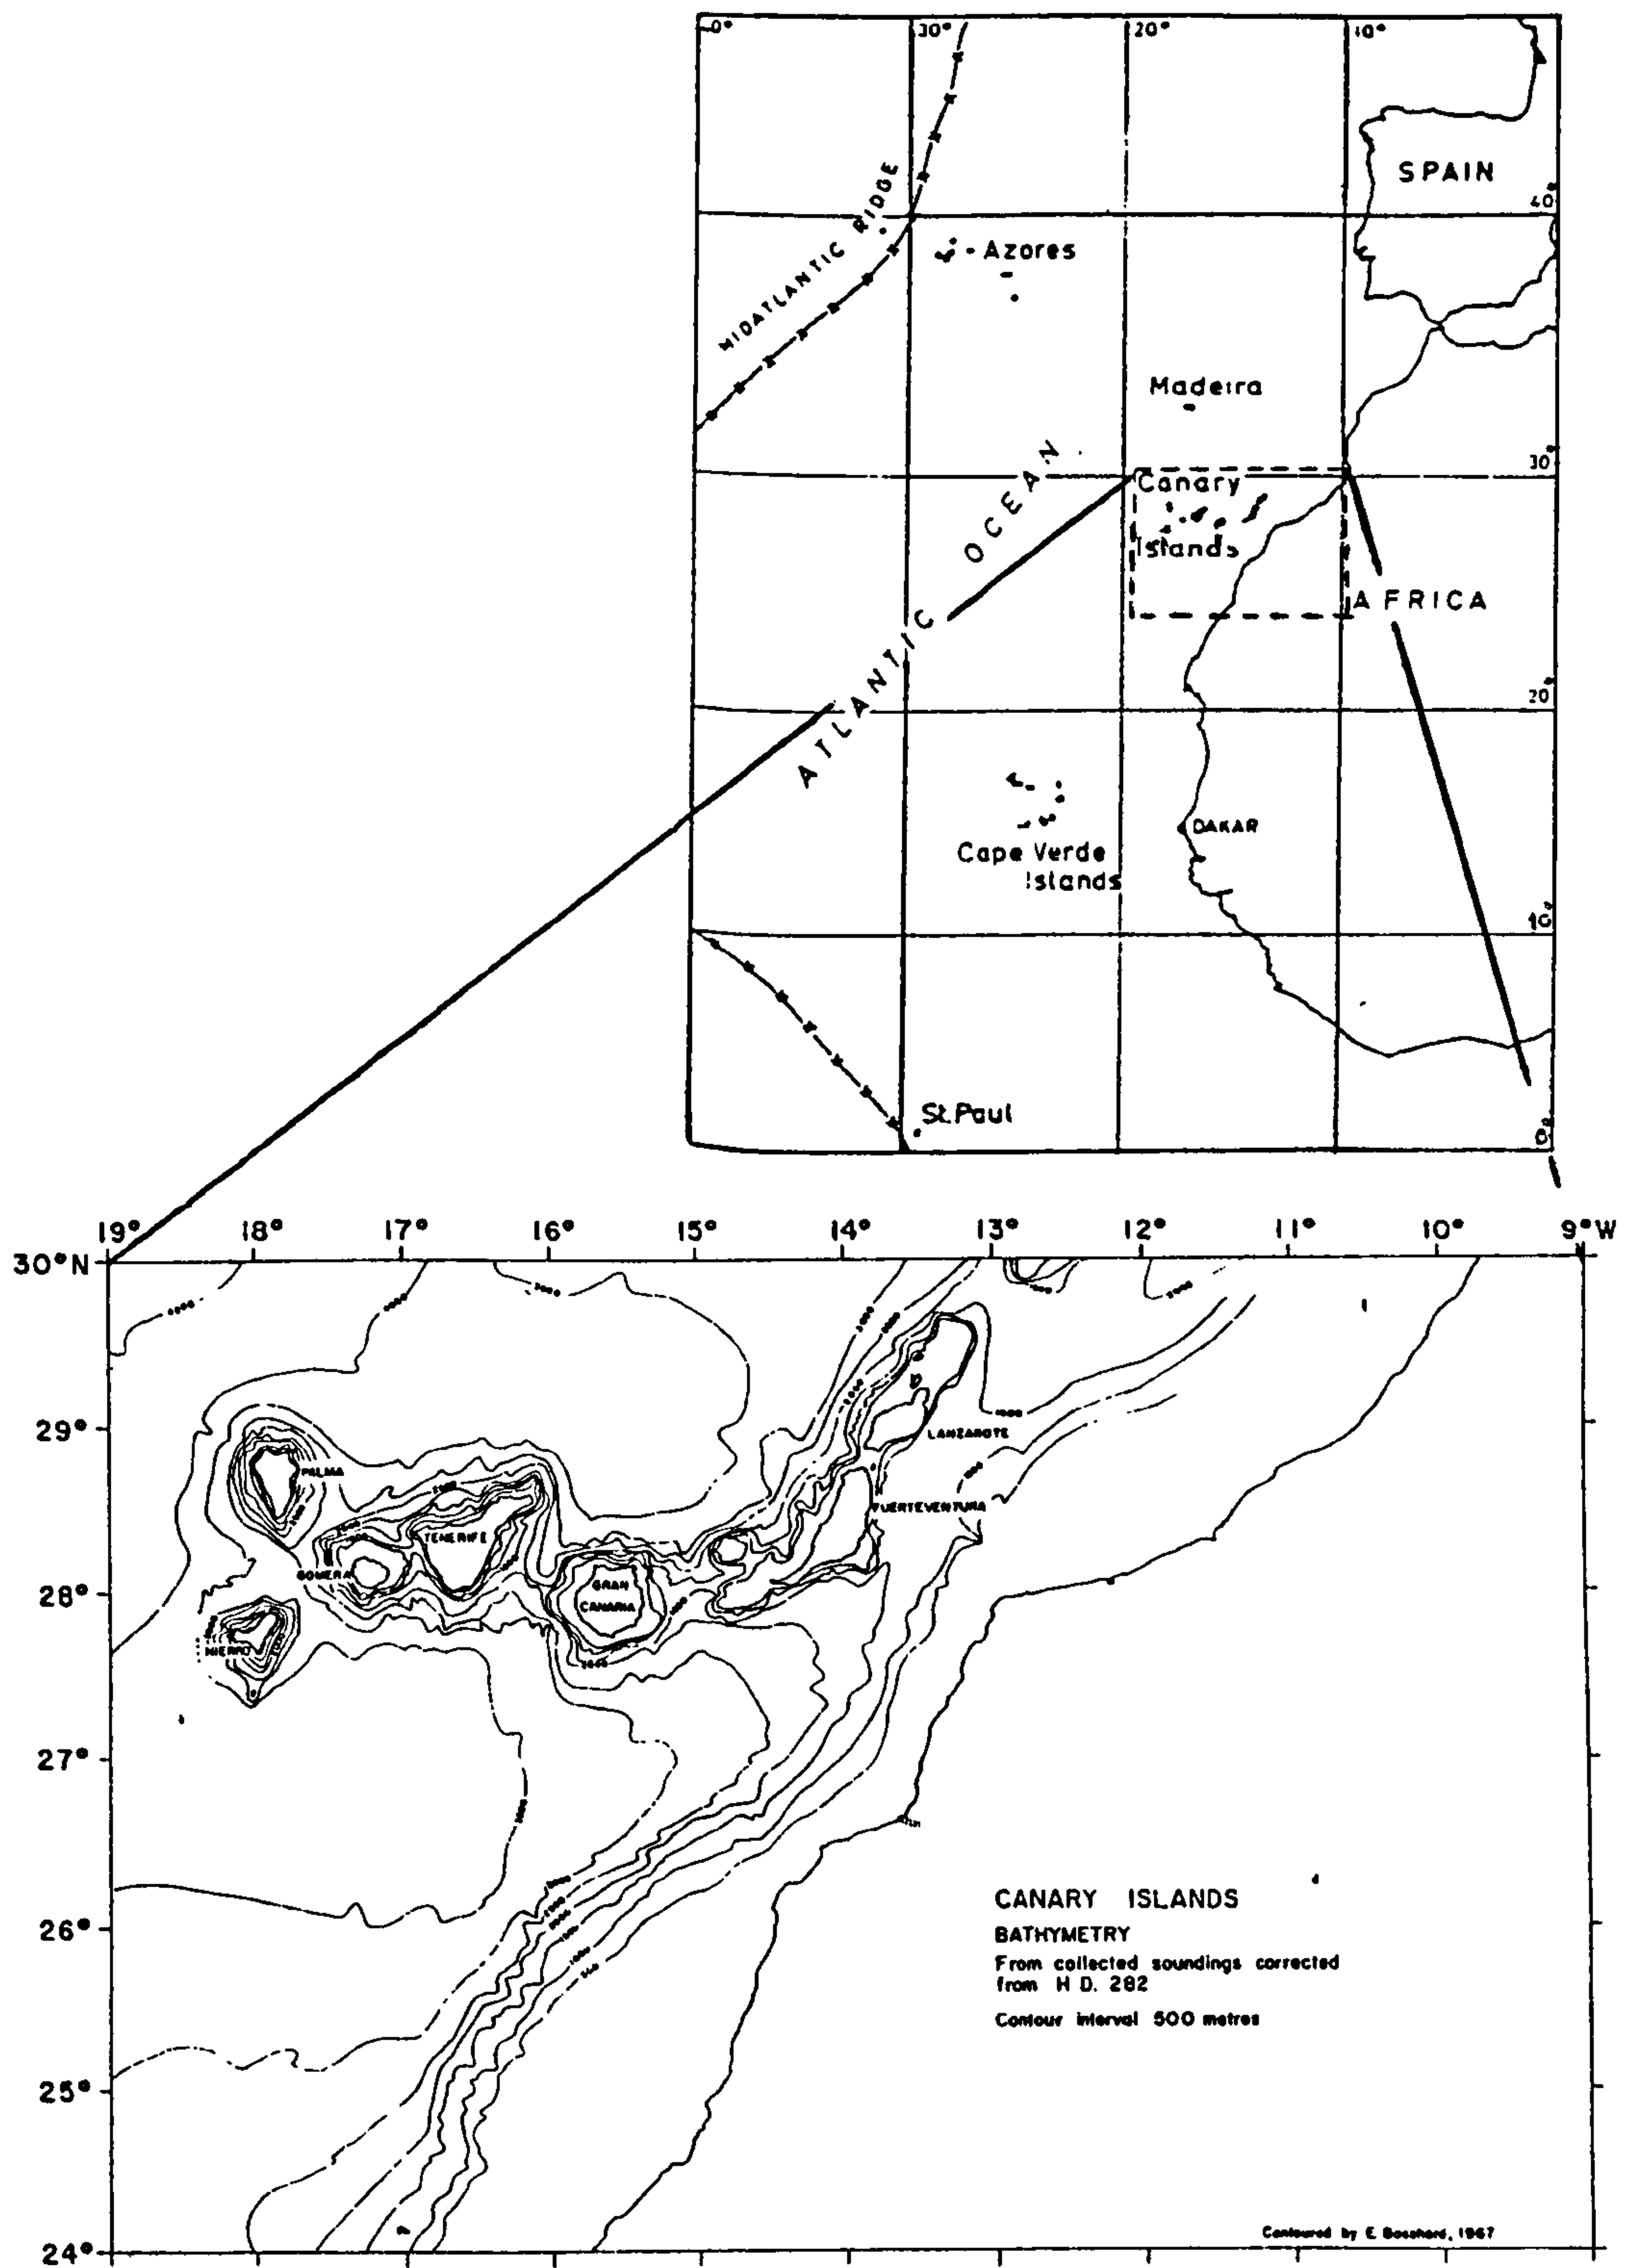 30°
20°
10°
SPAIN
40°
MIDATLANTIC RIDGE
- Azores
Madeira
30°
Canary
Islands
ATLANTIC OCEAN
AFRICA
20°
DAKAR
Cape Verde
Islands
10°
St. Paul
0°
19° 18° 17° 16° 15° 14° 13° 12° 11° 10° 9°W
30°N
29°
LANZAROTE
PALMA
FUERTEVENTURA
TENERIFE
GOMERA
28°
GRAN
CANARIA
HIERRO
27°
CANARY ISLANDS
26°
BATHYMETRY
From collected soundings corrected
from H D. 282
Contour interval 500 metres
25°
Contoured by E. Bosshard, 1967
24°